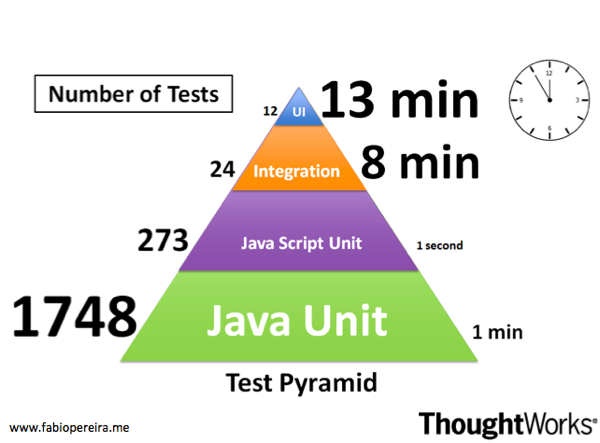 Number of Tests
12 UI 13 min
24 Integration 8 min
273 Java Script Unit 1 second
1748 Java Unit 1 min
Test Pyramid
www.fabiopereira.me
ThoughtWorks®
12
3
6
9